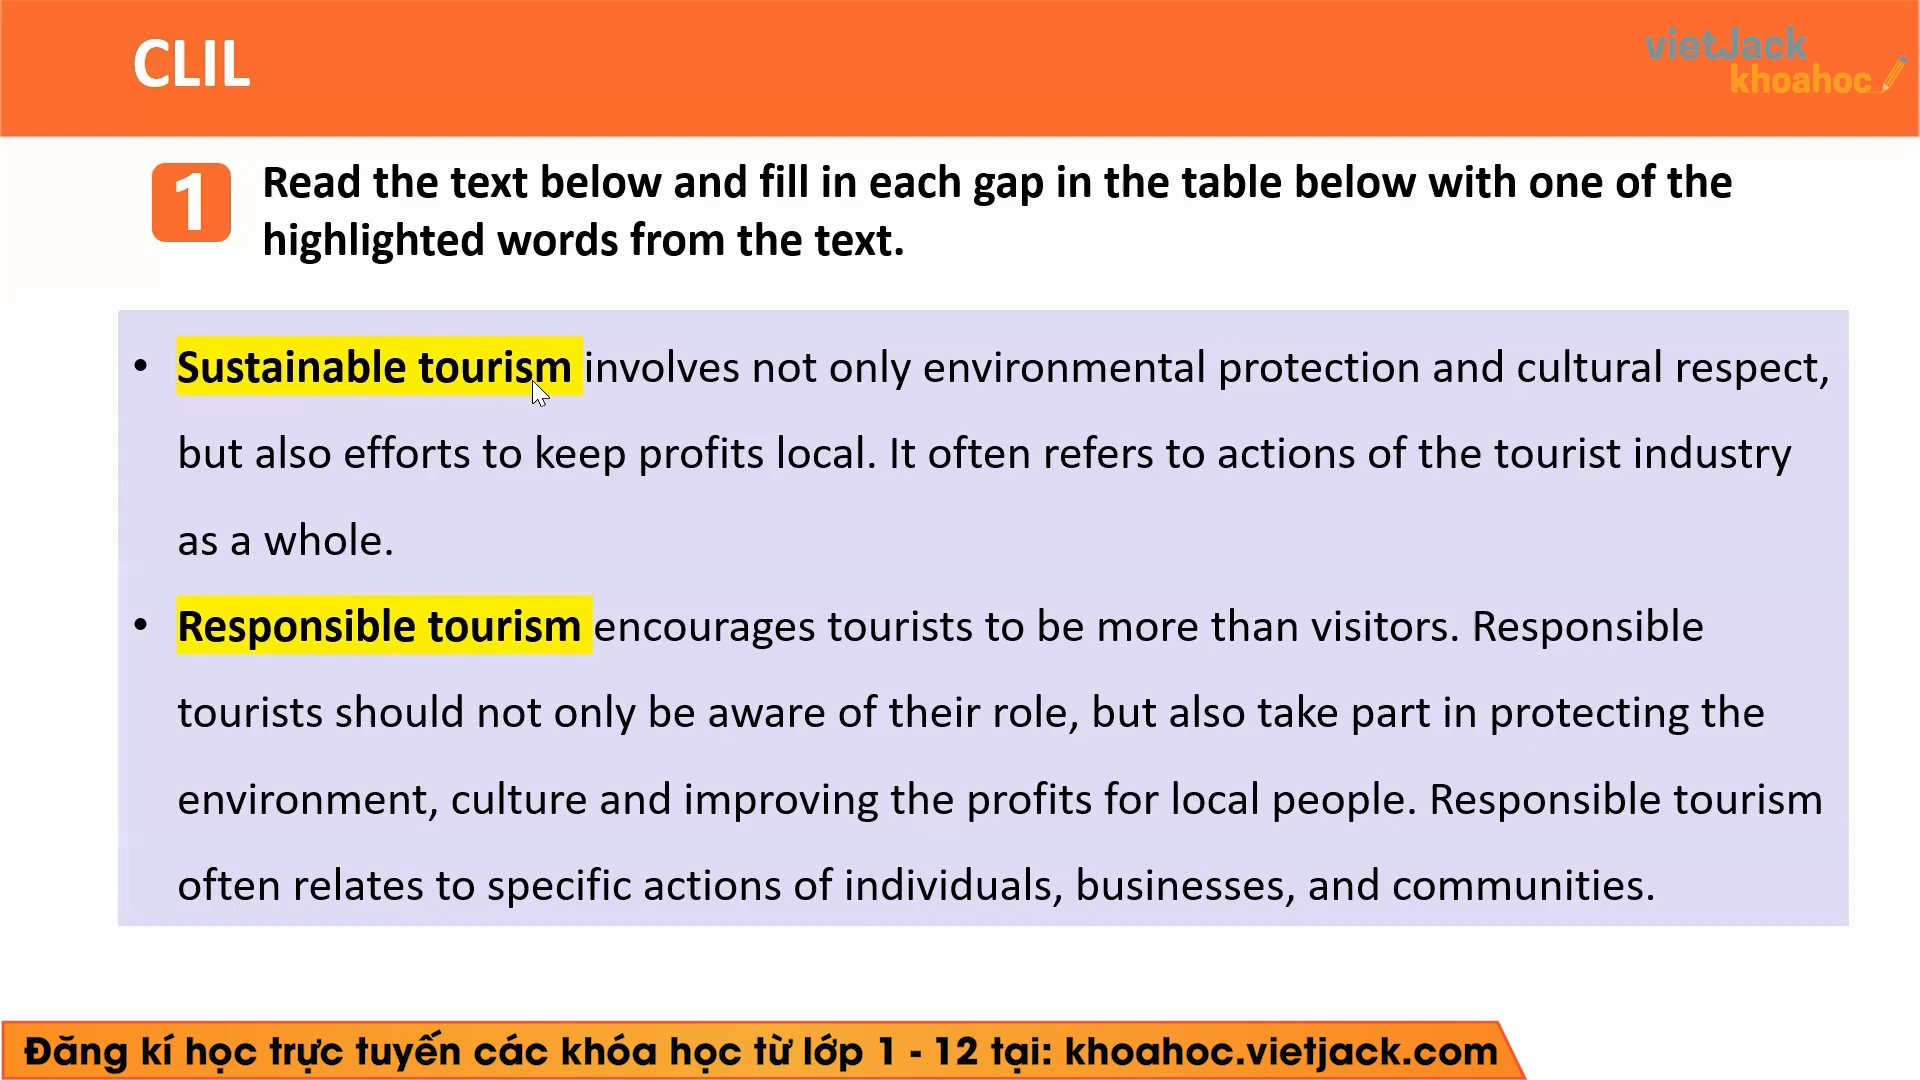 CLIL
vietJack
khoahoc
1
Read the text below and fill in each gap in the table below with one of the
highlighted words from the text.
• Sustainable tourism involves not only environmental protection and cultural respect,
but also efforts to keep profits local. It often refers to actions of the tourist industry
as a whole.
• Responsible tourism encourages tourists to be more than visitors. Responsible
tourists should not only be aware of their role, but also take part in protecting the
environment, culture and improving the profits for local people. Responsible tourism
often relates to specific actions of individuals, businesses, and communities.
Đăng kí học trực tuyến các khóa học từ lớp 1 - 12 tại: khoahoc.vietjack.com